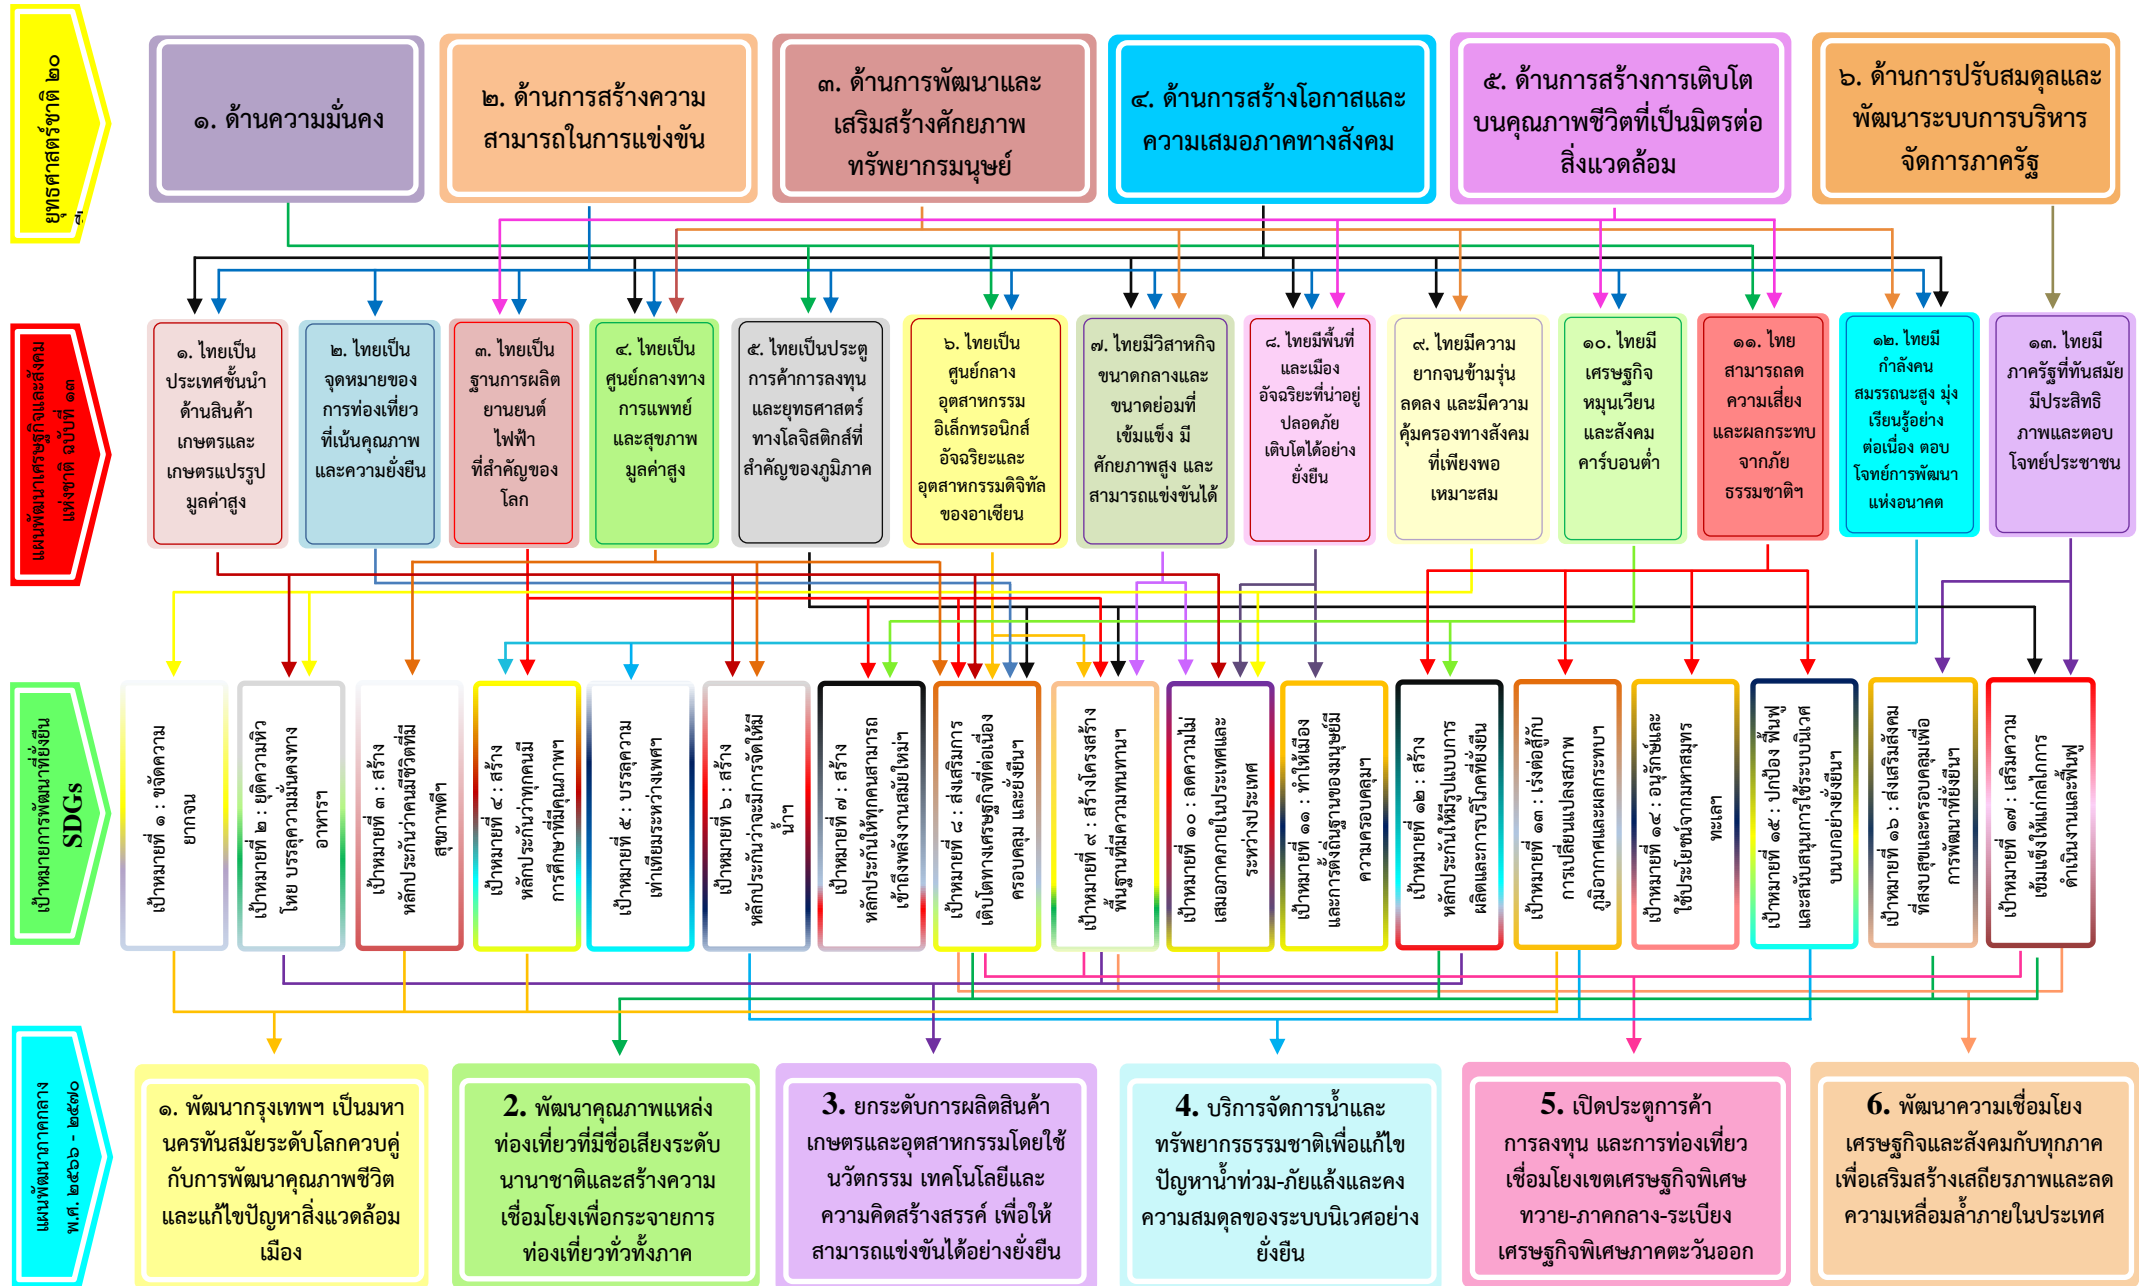 ยุทธศาสตร์ชาติ ๒๐
ปี
๑. ด้านความมั่นคง
๒. ด้านการสร้างความ
สามารถในการแข่งขัน
๓. ด้านการพัฒนาและ
เสริมสร้างศักยภาพ
ทรัพยากรมนุษย์
๔. ด้านการสร้างโอกาสและ
ความเสมอภาคทางสังคม
๕. ด้านการสร้างการเติบโต
บนคุณภาพชีวิตที่เป็นมิตรต่อ
สิ่งแวดล้อม
๖. ด้านการปรับสมดุลและ
พัฒนาระบบการบริหาร
จัดการภาครัฐ
แผนพัฒนาเศรษฐกิจและสังคม
แห่งชาติ ฉบับที่ ๑๓
๑. ไทยเป็น
ประเทศชั้นนำ
ด้านสินค้า
เกษตรและ
เกษตรแปรรูป
มูลค่าสูง
๒. ไทยเป็น
จุดหมายของ
การท่องเที่ยว
ที่เน้นคุณภาพ
และความยั่งยืน
๓. ไทยเป็น
ฐานการผลิต
ยานยนต์
ไฟฟ้า
ที่สำคัญของ
โลก
๔. ไทยเป็น
ศูนย์กลางทาง
การแพทย์
และสุขภาพ
มูลค่าสูง
๕. ไทยเป็นประตู
การค้าการลงทุน
และยุทธศาสตร์
ทางโลจิสติกส์ที่
สำคัญของภูมิภาค
๖. ไทยเป็น
ศูนย์กลาง
อุตสาหกรรม
อิเล็กทรอนิกส์
อัจฉริยะและ
อุตสาหกรรมดิจิทัล
ของอาเซียน
๗. ไทยมีวิสาหกิจ
ขนาดกลางและ
ขนาดย่อมที่
เข้มแข็ง มี
ศักยภาพสูง และ
สามารถแข่งขันได้
๘. ไทยมีพื้นที่
และเมือง
อัจฉริยะที่น่าอยู่
ปลอดภัย
เติบโตได้อย่าง
ยั่งยืน
๙. ไทยมีความ
ยากจนข้ามรุ่น
ลดลง และมีความ
คุ้มครองทางสังคม
ที่เพียงพอ
เหมาะสม
๑๐. ไทยมี
เศรษฐกิจ
หมุนเวียน
และสังคม
คาร์บอนต่ำ
๑๑. ไทย
สามารถลด
ความเสี่ยง
และผลกระทบ
จากภัย
ธรรมชาติฯ
๑๒. ไทยมี
กำลังคน
สมรรถนะสูง มุ่ง
เรียนรู้อย่าง
ต่อเนื่อง ตอบ
โจทย์การพัฒนา
แห่งอนาคต
๑๓. ไทยมี
ภาครัฐที่ทันสมัย
มีประสิทธิ
ภาพและตอบ
โจทย์ประชาชน
เป้าหมายการพัฒนาที่ยั่งยืน
SDGs
เป้าหมายที่ ๑ : ขจัดความ
ยากจน
เป้าหมายที่ ๒ : ยุติความหิว
โหย บรรลุความมั่นคงทาง
อาหารฯ
เป้าหมายที่ ๓ : สร้าง
หลักประกันว่าคนมีชีวิตที่มี
สุขภาพดีฯ
เป้าหมายที่ ๔ : สร้าง
หลักประกันว่าทุกคนมี
การศึกษาที่มีคุณภาพฯ
เป้าหมายที่ ๕ : บรรลุความ
เท่าเทียมระหว่างเพศฯ
เป้าหมายที่ ๖ : สร้าง
หลักประกันว่าจะมีการจัดให้มี
น้ำฯ
เป้าหมายที่ ๗ : สร้าง
หลักประกันให้ทุกคนสามารถ
เข้าถึงพลังงานสมัยใหม่ฯ
เป้าหมายที่ ๘ : ส่งเสริมการ
เติบโตทางเศรษฐกิจที่ต่อเนื่อง
ครอบคลุม และยั่งยืนฯ
เป้าหมายที่ ๙ : สร้างโครงสร้าง
พื้นฐานที่มีความทนทานฯ
เป้าหมายที่ ๑๐ : ลดความไม่
เสมอภาคภายในประเทศและ
ระหว่างประเทศ
เป้าหมายที่ ๑๑ : ทำให้เมือง
และการตั้งถิ่นฐานของมนุษย์มี
ความครอบคลุมฯ
เป้าหมายที่ ๑๒ : สร้าง
หลักประกันให้มีรูปแบบการ
ผลิตและการบริโภคที่ยั่งยืน
เป้าหมายที่ ๑๓ : เร่งต่อสู้กับ
การเปลี่ยนแปลงสภาพ
ภูมิอากาศและผลกระทบฯ
เป้าหมายที่ ๑๔ : อนุรักษ์และ
ใช้ประโยชน์จากมหาสมุทร
ทะเลฯ
เป้าหมายที่ ๑๕ : ปกป้อง ฟื้นฟู
และสนับสนุนการใช้ระบบนิเวศ
บนบกอย่างยั่งยืนฯ
เป้าหมายที่ ๑๖ : ส่งเสริมสังคม
ที่สงบสุขและครอบคลุมเพื่อ
การพัฒนาที่ยั่งยืนฯ
เป้าหมายที่ ๑๗ : เสริมความ
เข้มแข็งให้แก่กลไกการ
ดำเนินงานและฟื้นฟู
แผนพัฒนาภาคกลาง
พ.ศ. ๒๕๖๖ - ๒๕๗๐
๑. พัฒนากรุงเทพฯ เป็นมหา
นครทันสมัยระดับโลกควบคู่
กับการพัฒนาคุณภาพชีวิต
และแก้ไขปัญหาสิ่งแวดล้อม
เมือง
2. พัฒนาคุณภาพแหล่ง
ท่องเที่ยวที่มีชื่อเสียงระดับ
นานาชาติและสร้างความ
เชื่อมโยงเพื่อกระจายการ
ท่องเที่ยวทั่วทั้งภาค
3. ยกระดับการผลิตสินค้า
เกษตรและอุตสาหกรรมโดยใช้
นวัตกรรม เทคโนโลยีและ
ความคิดสร้างสรรค์ เพื่อให้
สามารถแข่งขันได้อย่างยั่งยืน
4. บริการจัดการน้ำและ
ทรัพยากรธรรมชาติเพื่อแก้ไข
ปัญหาน้ำท่วม-ภัยแล้งและคง
ความสมดุลของระบบนิเวศอย่าง
ยั่งยืน
5. เปิดประตูการค้า
การลงทุน และการท่องเที่ยว
เชื่อมโยงเขตเศรษฐกิจพิเศษ
ทวาย-ภาคกลาง-ระเบียง
เศรษฐกิจพิเศษภาคตะวันออก
6. พัฒนาความเชื่อมโยง
เศรษฐกิจและสังคมกับทุกภาค
เพื่อเสริมสร้างเสถียรภาพและลด
ความเหลื่อมล้ำภายในประเทศ